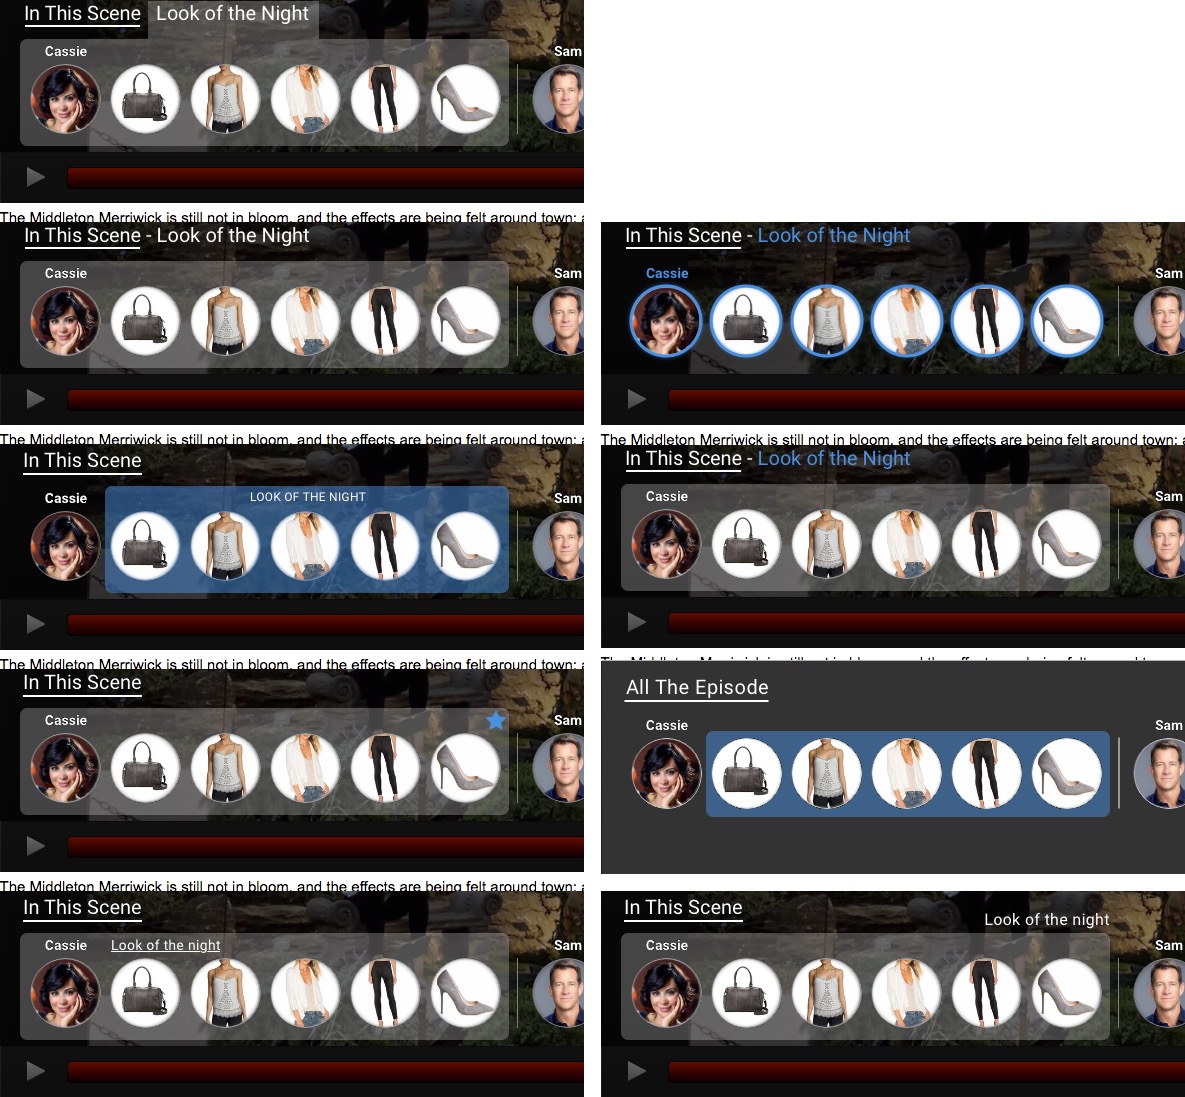 In This Scene Look of the Night
Cassie Sam
The Middleton Merriwick is still not in bloom, and the effects are being felt around town:
In This Scene - Look of the Night
Cassie Sam
In This Scene - Look of the Night
Cassie Sam
The Middleton Merriwick is still not in bloom, and the effects are being felt around town:
The Middleton Merriwick is still not in bloom, and the effects are being felt around town:
In This Scene
Cassie LOOK OF THE NIGHT Sam
In This Scene - Look of the Night
Cassie Sam
The Middleton Merriwick is still not in bloom, and the effects are being felt around town:
In This Scene
Cassie Sam
All The Episode
Cassie Sam
The Middleton Merriwick is still not in bloom, and the effects are being felt around town:
In This Scene
Cassie Look of the night Sam
In This Scene
Look of the night
Cassie Sam